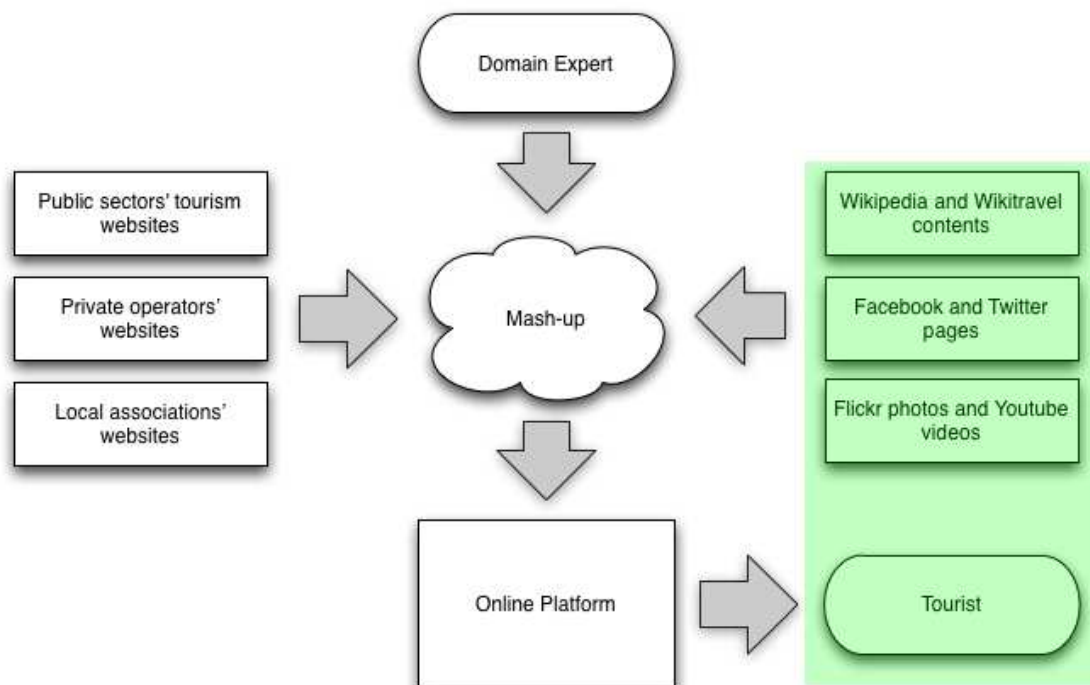 Domain Expert
Public sectors’ tourism
websites
Wikipedia and Wikitravel
contents
Private operators’
websites
Mash-up
Facebook and Twitter
pages
Local associations’
websites
Flickr photos and Youtube
videos
Online Platform
Tourist